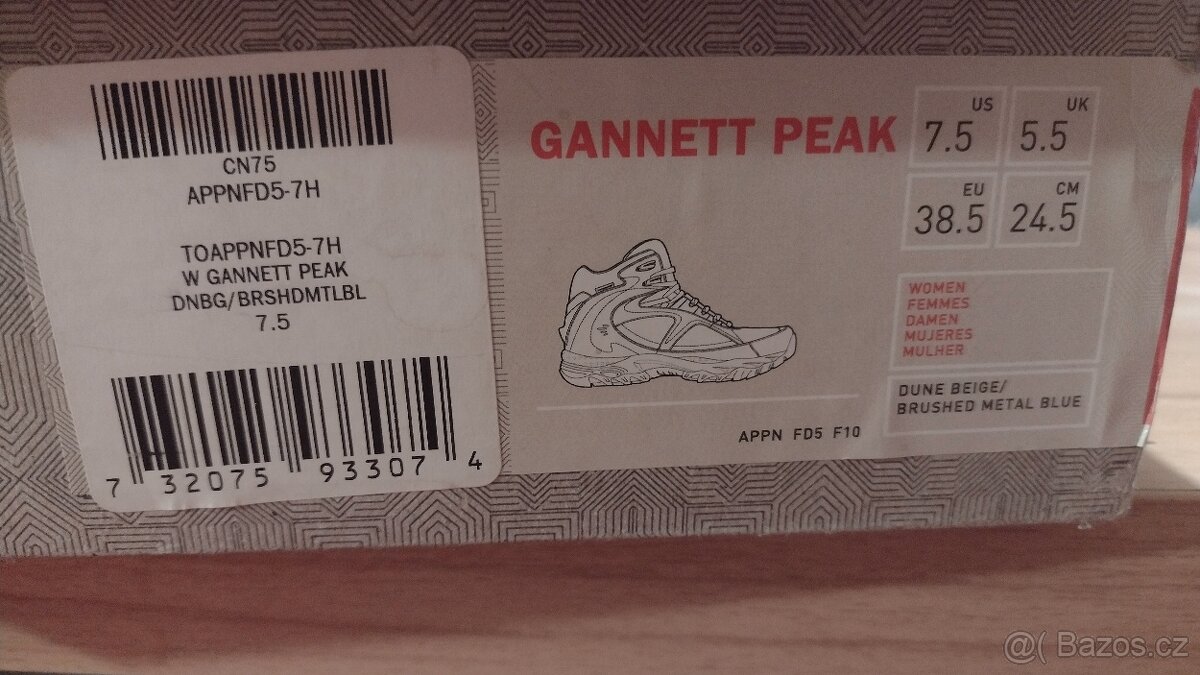 CN75
APPNFD5-7H
TOAPPNFD5-7H
W GANNETT PEAK
DNBG/BRSHDMTLBL
7.5
7 32075 93307 4
GANNETT PEAK
US
7.5
UK
5.5
EU
38.5
CM
24.5
WOMEN
FEMMES
DAMEN
MUJERES
MULHER
DUNE BEIGE/
BRUSHED METAL BLUE
APPN FD5 F10
@( Bazos.cz